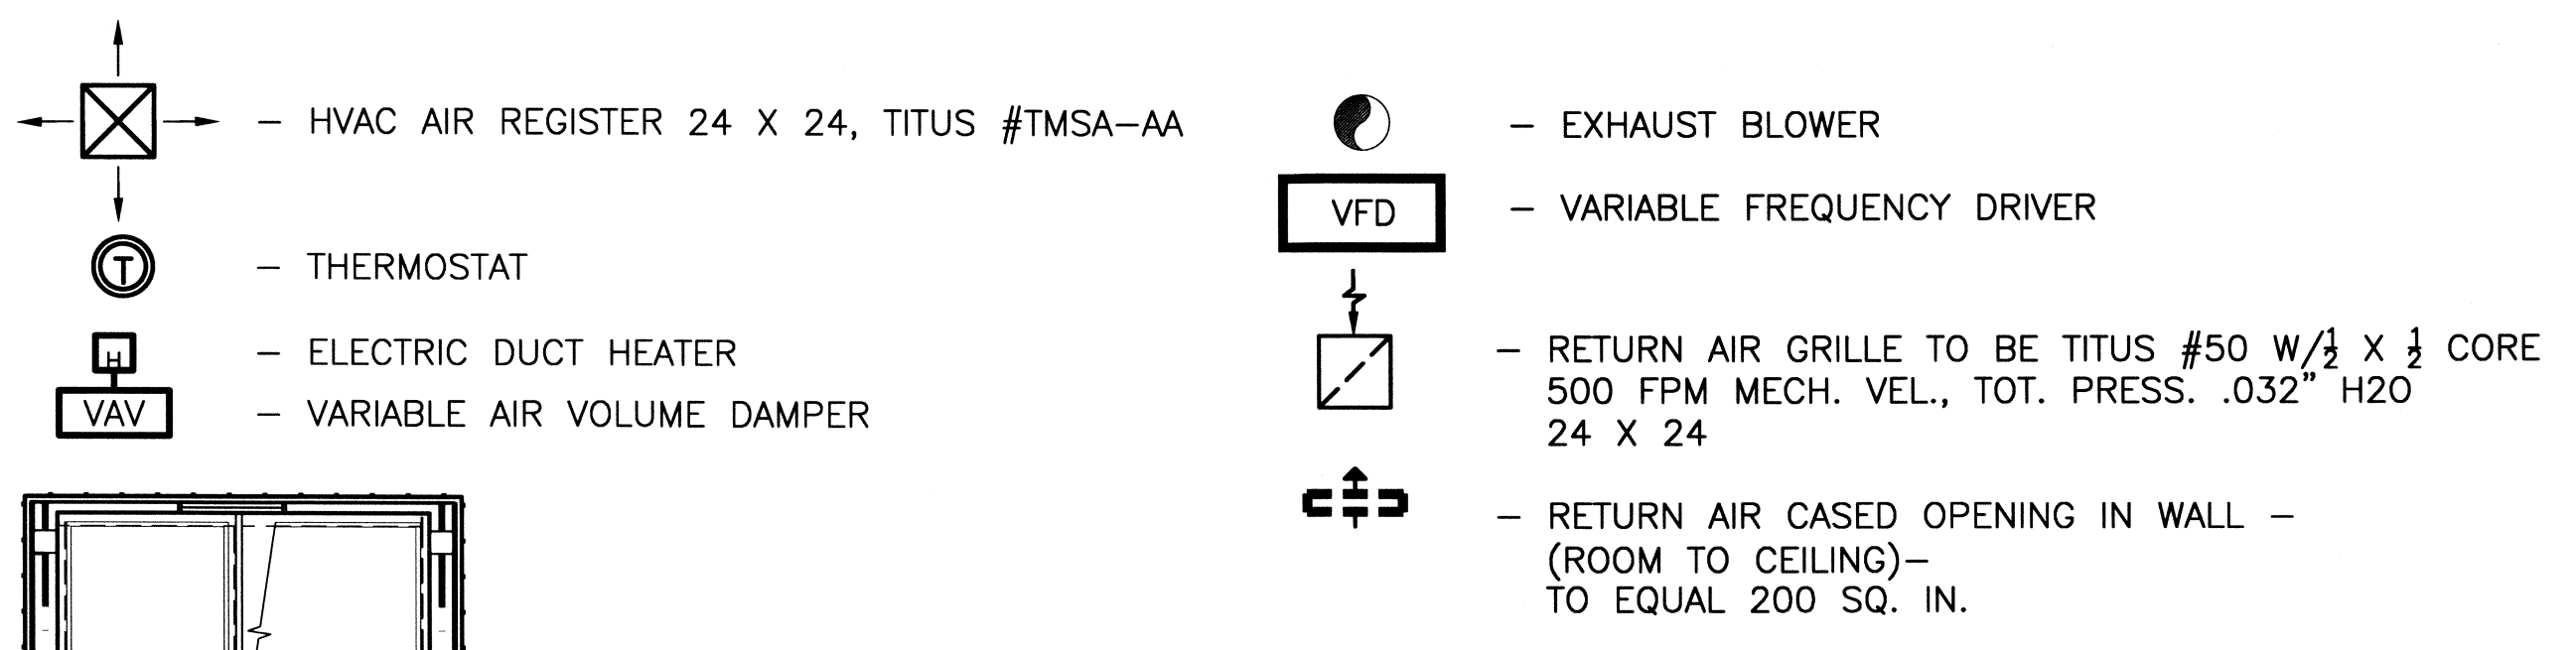 - HVAC AIR REGISTER 24 X 24, TITUS #TMSA-AA
T
- THERMOSTAT
H
- ELECTRIC DUCT HEATER
VAV
- VARIABLE AIR VOLUME DAMPER
- EXHAUST BLOWER
VFD
- VARIABLE FREQUENCY DRIVER
- RETURN AIR GRILLE TO BE TITUS #50 W/½ X ½ CORE
500 FPM MECH. VEL., TOT. PRESS. .032" H2O
24 X 24
- RETURN AIR CASED OPENING IN WALL -
(ROOM TO CEILING)-
TO EQUAL 200 SQ. IN.